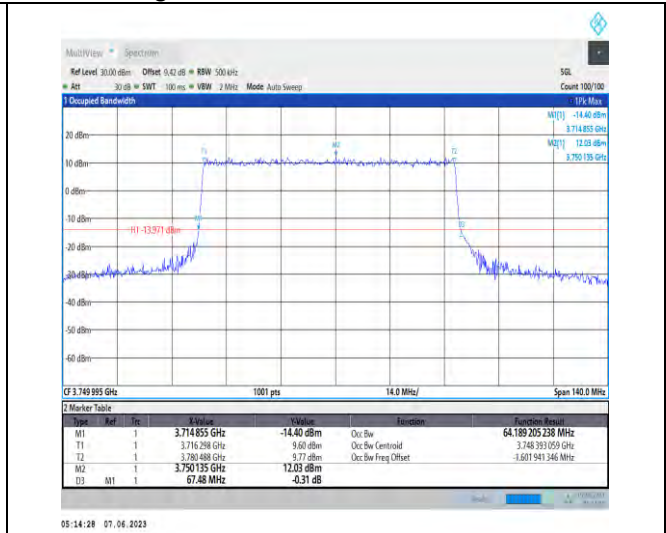 MultiView Spectrum
Ref Level 30.00 dBm Offset 0.42 dB RBW 500 kHz SGL
Att 30 dB SWT 100 ms VBW 2 MHz Mode Auto Sweep Count 100/100
1 Occupied Bandwidth 1Pk Max
M1[1] -14.40 dBm
3.714 855 GHz
20 dBm M2[1] 12.03 dBm
3.750 135 GHz
T1 M2 T2
10 dBm
0 dBm
-10 dBm
H1 -13.971 dBm
-30 dBm
-40 dBm
-50 dBm
-60 dBm
CF 3.749 995 GHz 1001 pts 14.0 MHz/ Span 140.0 MHz
2 Marker Table
Type Ref Trc X-Value Y-Value Function Function Result
M1 1 3.714 855 GHz -14.40 dBm Occ Bw 64.189 205 238 MHz
T1 1 3.716 298 GHz 9.60 dBm Occ Bw Centroid 3.748 393 059 GHz
T2 1 3.780 488 GHz 9.77 dBm Occ Bw Freq Offset -1.601 941 346 MHz
M2 1 3.750 135 GHz 12.03 dBm
D3 M1 1 67.48 MHz -0.31 dB
05:14:28 07.06.2023